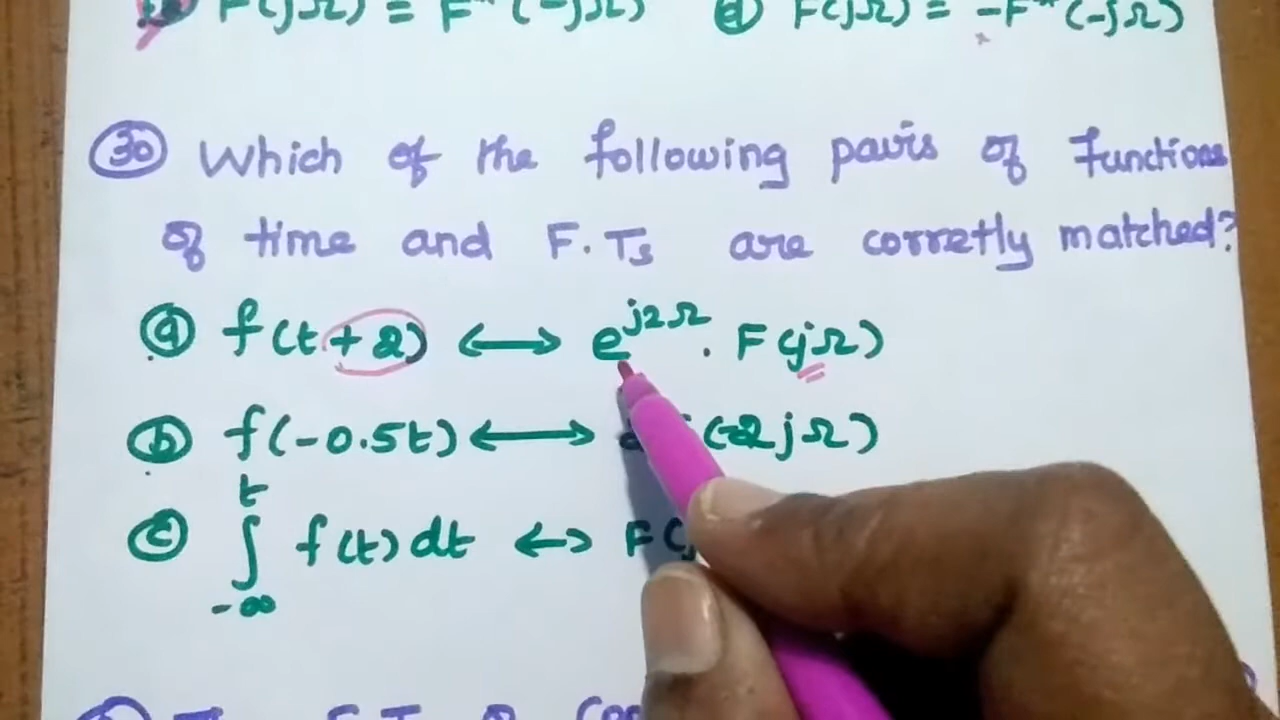 F(jΩ) = F*(-jΩ) ⓓ F(jΩ) = -F*(-jΩ)
㉚ Which of the following pairs of functions
of time and F.Ts are corretly matched?
ⓐ f(t+2) ⟷ e^{j2Ω} . F(jΩ)
ⓑ f(-0.5t) ⟷ (-2jΩ)
ⓒ ∫_{-∞}^{t} f(t) dt ↔ F(j